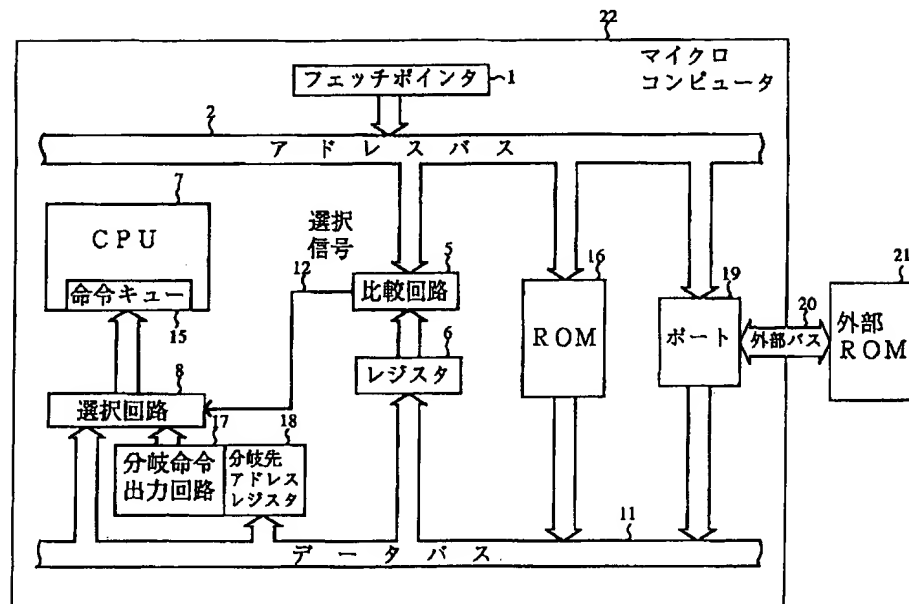 22
マイクロ
コンピュータ
フェッチポインタ
1
2
アドレスバス
7
CPU
命令キュー
15
選択
信号
12
5
比較回路
6
レジスタ
16
ROM
19
ポート
20
外部バス
21
外部
ROM
8
選択回路
17
分岐命令
出力回路
18
分岐先
アドレス
レジスタ
11
データバス